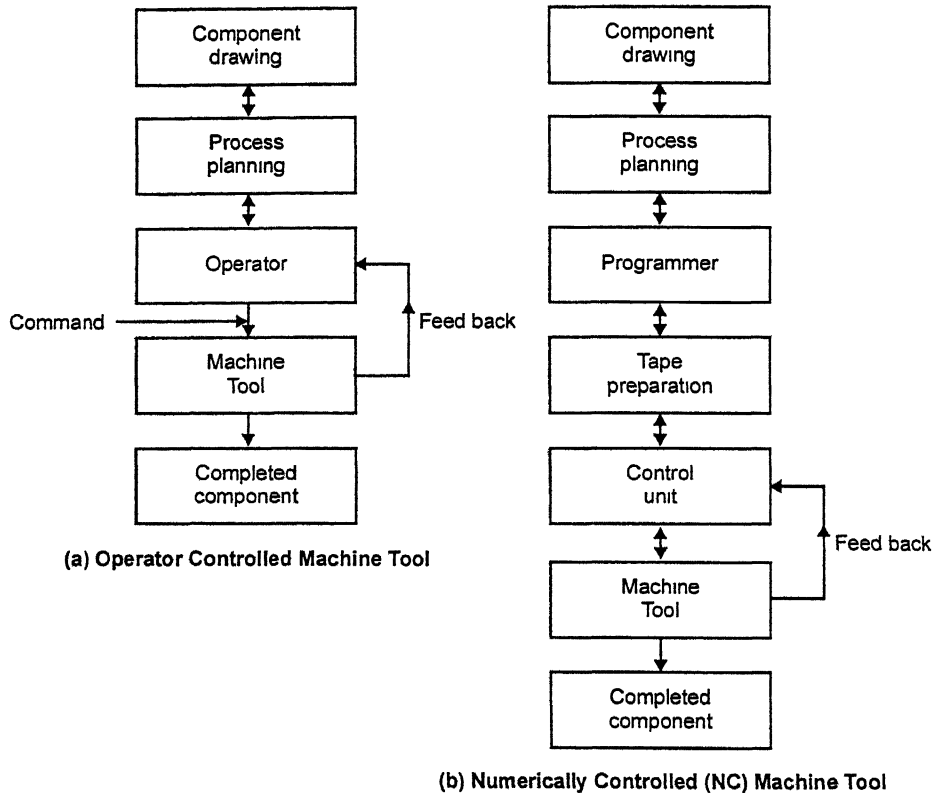 Component
drawing
Process
planning
Operator
Command
Feed back
Machine
Tool
Completed
component
(a) Operator Controlled Machine Tool
Component
drawing
Process
planning
Programmer
Tape
preparation
Control
unit
Feed back
Machine
Tool
Completed
component
(b) Numerically Controlled (NC) Machine Tool